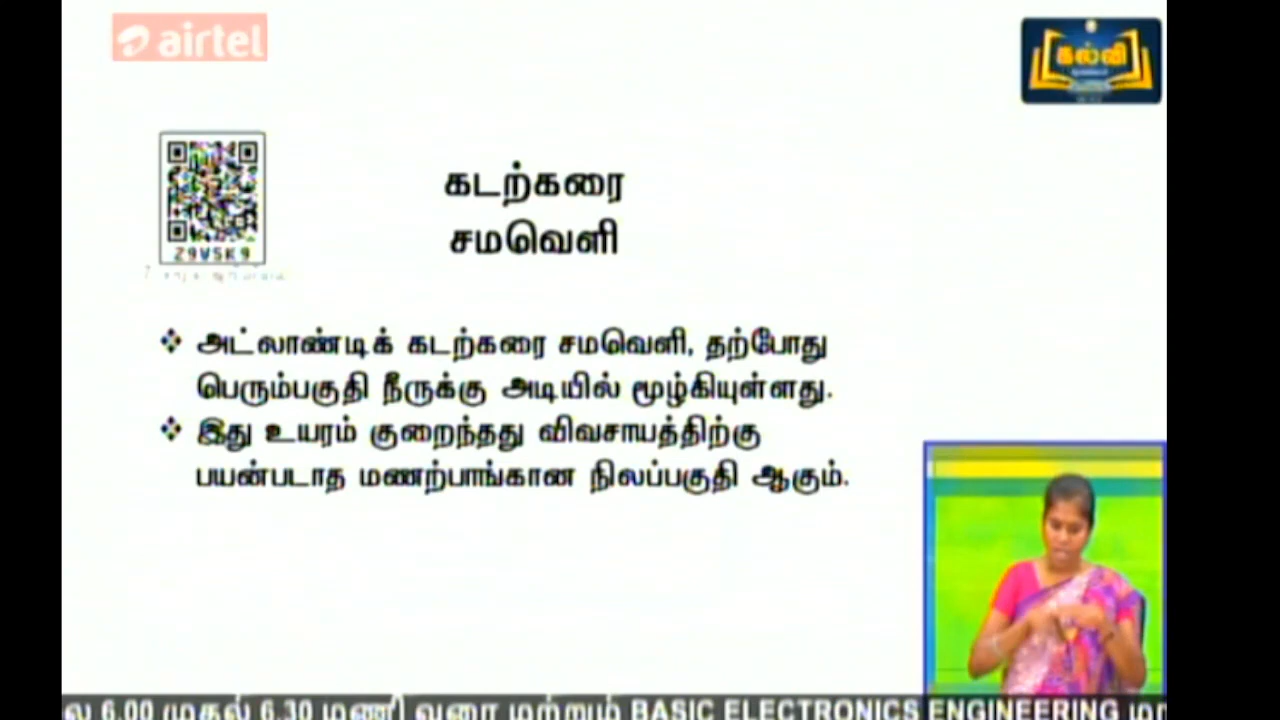 airtel
கல்வி
Z9V5K9
கடற்கரை
சமவெளி
❖ அட்லாண்டிக் கடற்கரை சமவெளி, தற்போது
பெரும்பகுதி நீருக்கு அடியில் மூழ்கியுள்ளது.
❖ இது உயரம் குறைந்தது விவசாயத்திற்கு
பயன்படாத மணற்பாங்கான நிலப்பகுதி ஆகும்.
ல 6.00 முதல் 6.30 மணி வரை மற்றும் BASIC ELECTRONICS ENGINEERING மா